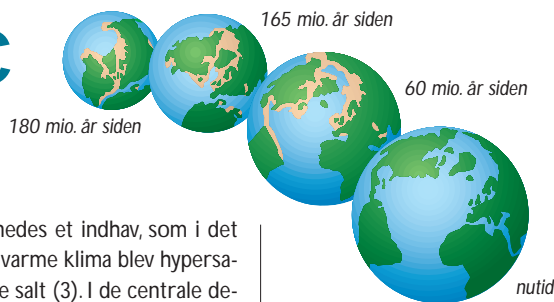 165 mio. år siden
60 mio. år siden
180 mio. år siden
nutid
nedes et indhav, som i det
varme klima blev hypersa-
e salt (3). I de centrale de-